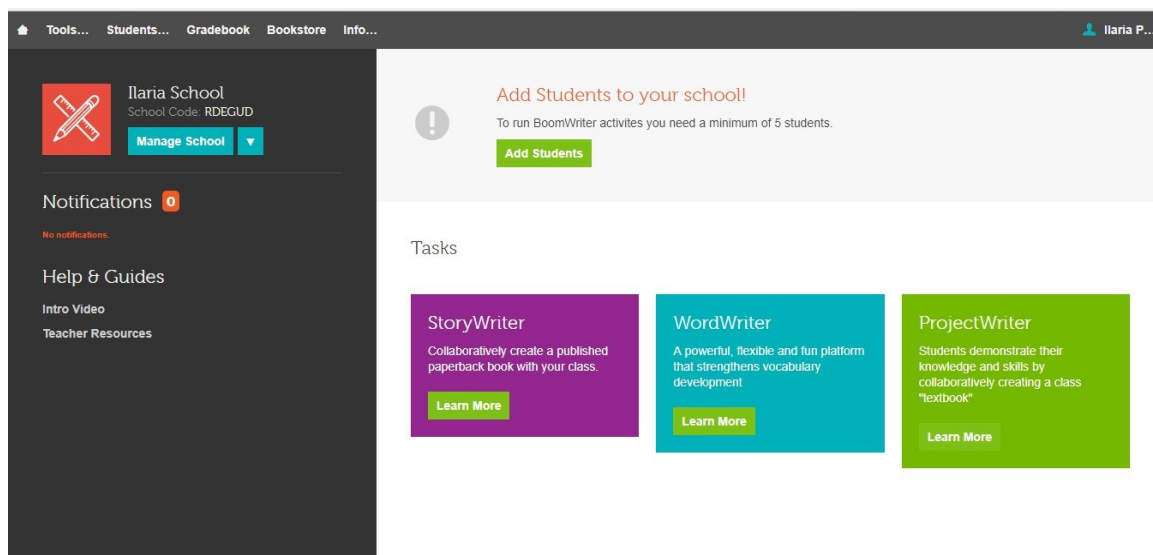 Tools... Students... Gradebook Bookstore Info... Ilaria P...
Ilaria School
School Code: RDEGUD
Manage School
Notifications 0
No notifications.
Help & Guides
Intro Video
Teacher Resources
!
Add Students to your school!
To run BoomWriter activites you need a minimum of 5 students.
Add Students
Tasks
StoryWriter
Collaboratively create a published
paperback book with your class.
Learn More
WordWriter
A powerful, flexible and fun platform
that strengthens vocabulary
development
Learn More
ProjectWriter
Students demonstrate their
knowledge and skills by
collaboratively creating a class
"textbook"
Learn More